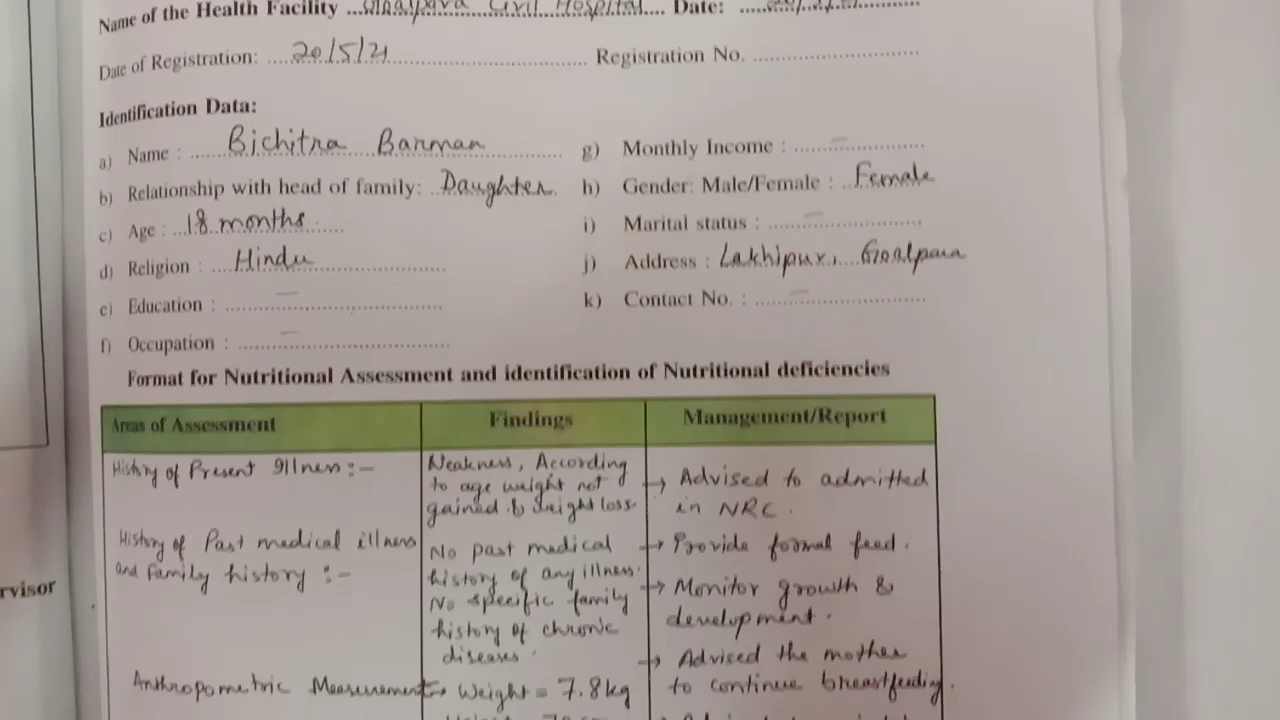 Name of the Health Facility ...Goalpara Civil Hospital.... Date: ....
Date of Registration: ....20/5/21.... Registration No. ....
Identification Data:
a) Name : .... Bichitra Barman .... g) Monthly Income : .... – ....
b) Relationship with head of family: ..Daughter. h) Gender: Male/Female : ..Female
c) Age : ...18 months.... i) Marital status : .... – ....
d) Religion : .... Hindu .... j) Address : Lakhipur, Goalpara
e) Education : .... – .... k) Contact No. : .... – ....
f) Occupation : .... – ....
Format for Nutritional Assessment and identification of Nutritional deficiencies
Areas of Assessment Findings Management/Report
History of Present Illness:-
Weakness, According
to age weight not
gained & weight loss.
→ Advised to admitted
in NRC.
History of Past medical illness
and Family history :-
No past medical
history of any illness.
No specific family
history of chronic
diseases.
→ Provide formal feed.
→ Monitor growth &
development.
→ Advised the mother
to continue breastfeeding.
Anthropometric Measurement
→ Weight = 7.8kg
rvisor